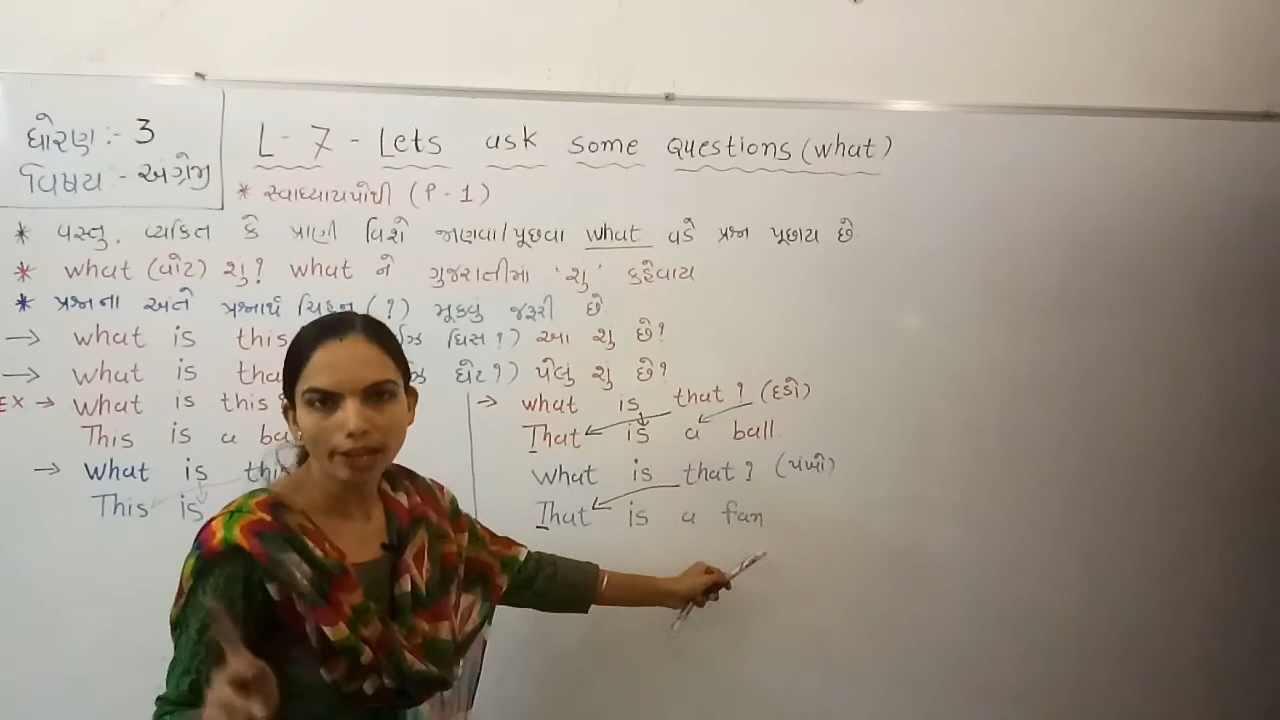 ધોરણ :- 3
વિષય - અંગ્રેજી
L - 7 - Lets ask some Questions (what)
* સ્વાધ્યાયપોથી (P - 1)
* વસ્તુ, વ્યકિત કે પ્રાણી વિશે જાણવા/પૂછવા what વડે પ્રશ્ન પૂછાય છે
* what (વોટ) શું? what ને ગુજરાતીમાં 'શું' કહેવાય
* પ્રશ્નના અંતે પ્રશ્નાર્થ ચિહ્ન (?) મૂકવું જરૂરી છે
→ what is this ધિસ?) આ શું છે?
→ what is ધેટ?) પેલું શું છે?
EX → what is this?
This is a
→ what is
This is
→ what is that? (દડો)
That is a ball.
What is that? (પંખો)
That is a fan